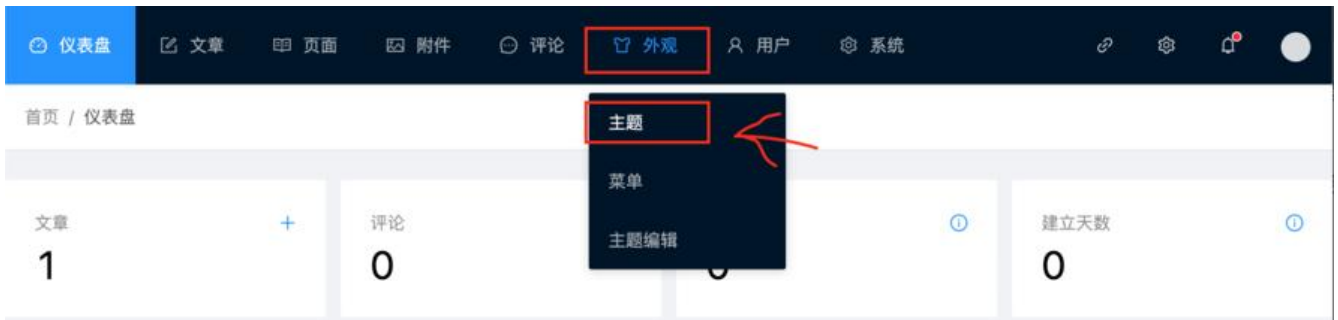 仪表盘 文章 页面 附件 评论 外观 用户 系统
首页 / 仪表盘
主题
菜单
主题编辑
文章 + 评论 建立天数
1 0 0